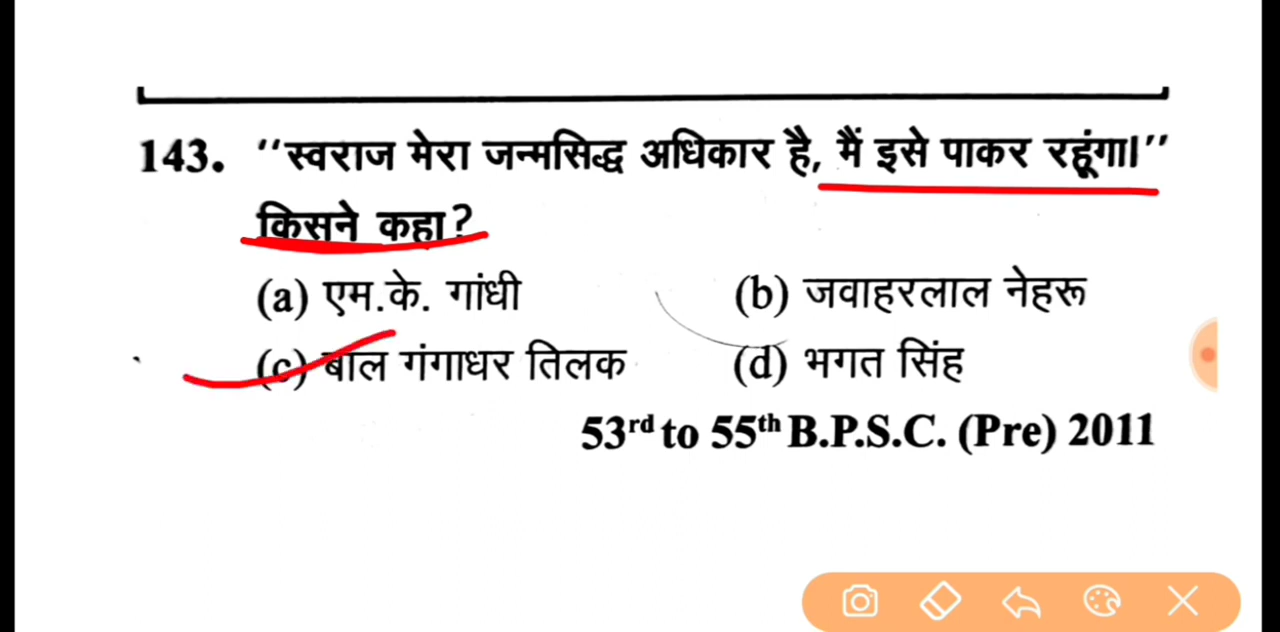 143. ‘‘स्वराज मेरा जन्मसिद्ध अधिकार है, मैं इसे पाकर रहूंगा।’’
किसने कहा?
(a) एम.के. गांधी (b) जवाहरलाल नेहरू
(c) बाल गंगाधर तिलक (d) भगत सिंह
53rd to 55th B.P.S.C. (Pre) 2011